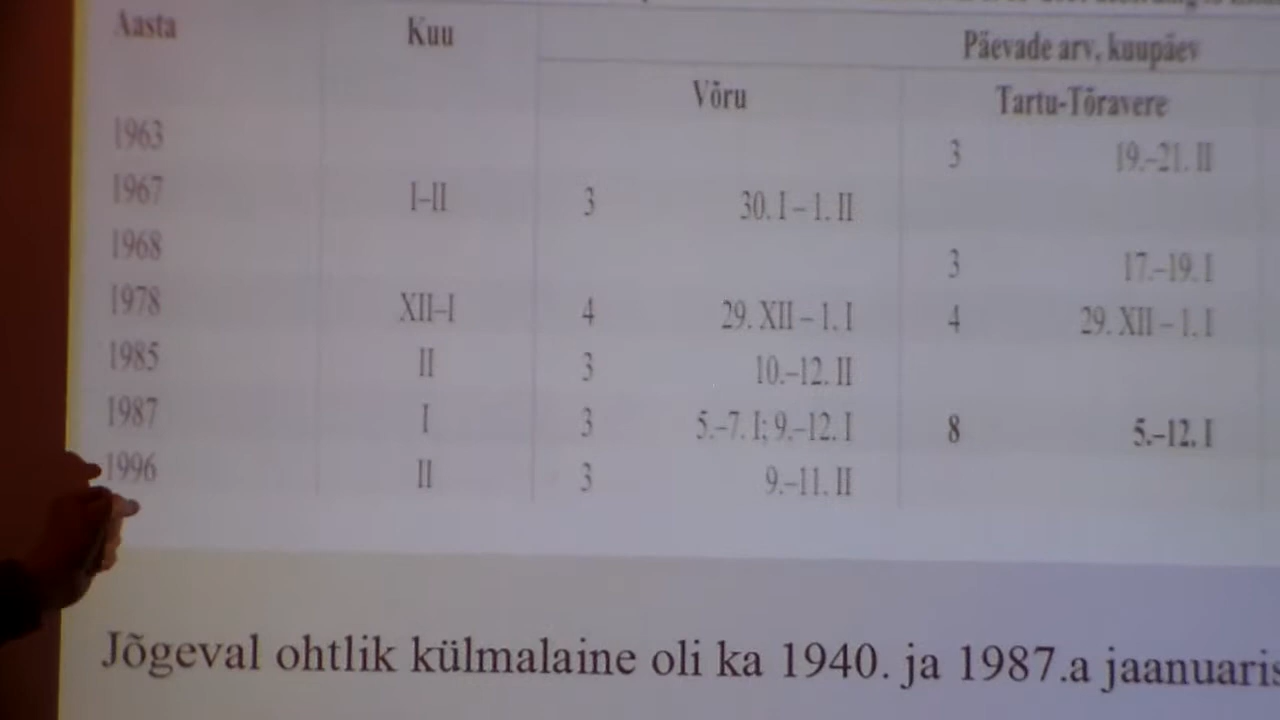 Aasta Kuu Päevade arv, kuupäev
Võru Tartu-Tõravere
1963 3 19.–21. II
1967 I–II 3 30. I – 1. II
1968 3 17.–19. I
1978 XII–I 4 29. XII – 1. I 4 29. XII – 1. I
1985 II 3 10.–12. II
1987 I 3 5.–7. I; 9.–12. I 8 5.–12. I
1996 II 3 9.–11. II
Jõgeval ohtlik külmalaine oli ka 1940. ja 1987.a jaanuaris